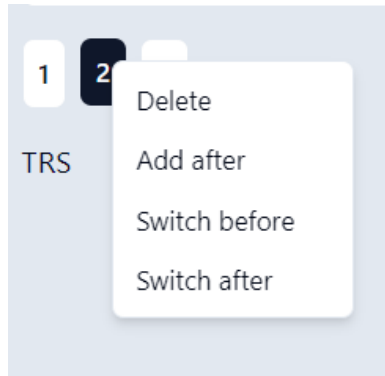 1 2
TRS
Delete
Add after
Switch before
Switch after